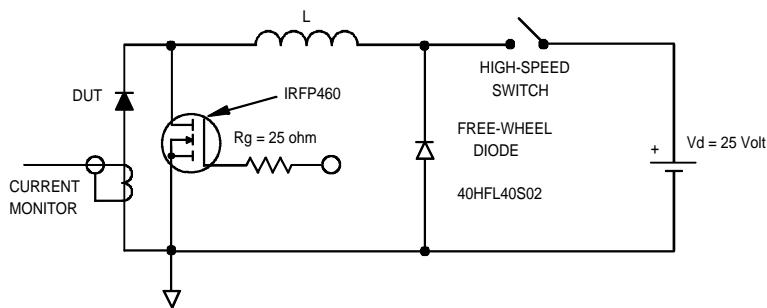 L
HIGH-SPEED
SWITCH
DUT
IRFP460
Rg = 25 ohm
FREE-WHEEL
DIODE
+
Vd = 25 Volt
CURRENT
MONITOR
40HFL40S02